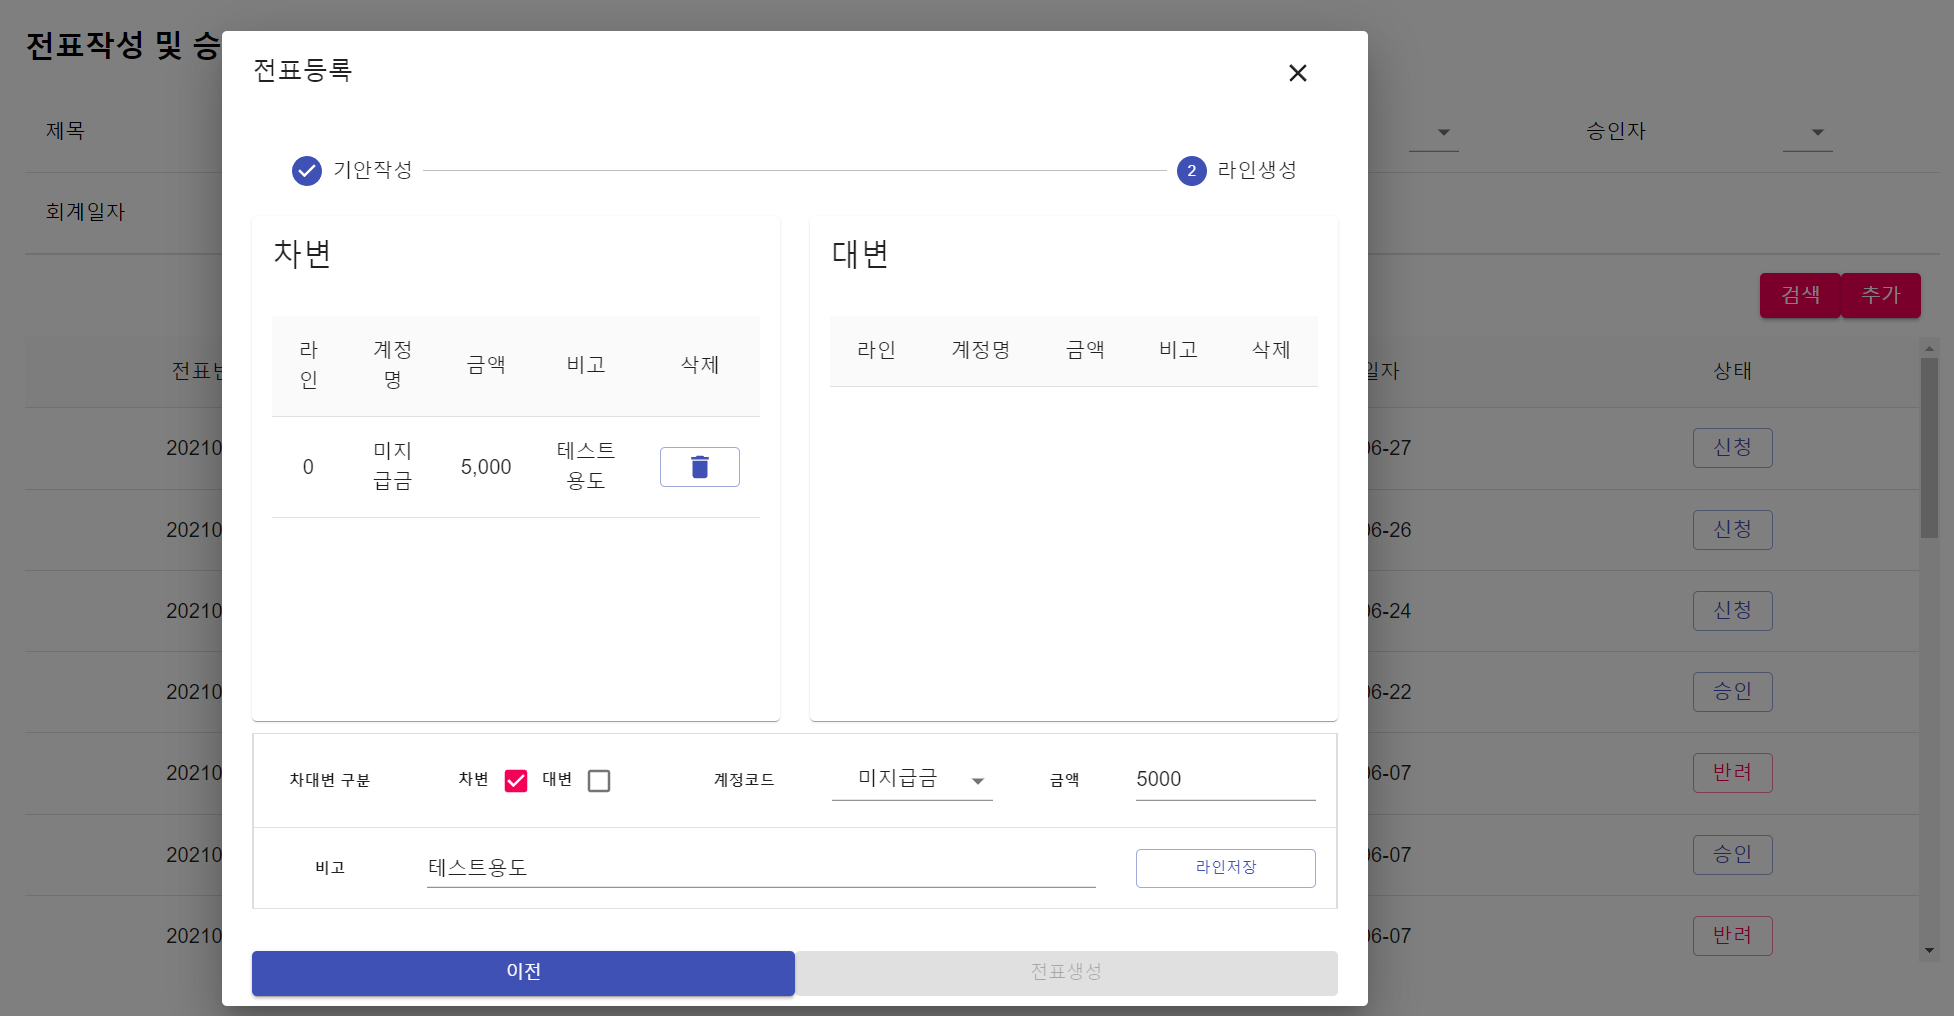 전표작성 및 승
전표등록
제목
승인자
기안작성
2
라인생성
회계일자
차변
대변
검색
추가
라인
계정명
금액
비고
삭제
라인
계정명
금액
비고
삭제
전표
일자
상태
0
미지급금
5,000
테스트용도
20210
06-27
신청
20210
06-26
신청
20210
06-24
신청
20210
06-22
승인
20210
06-07
반려
20210
06-07
승인
20210
06-07
반려
차대변 구분
차변
대변
계정코드
미지급금
금액
5000
비고
테스트용도
라인저장
이전
전표생성